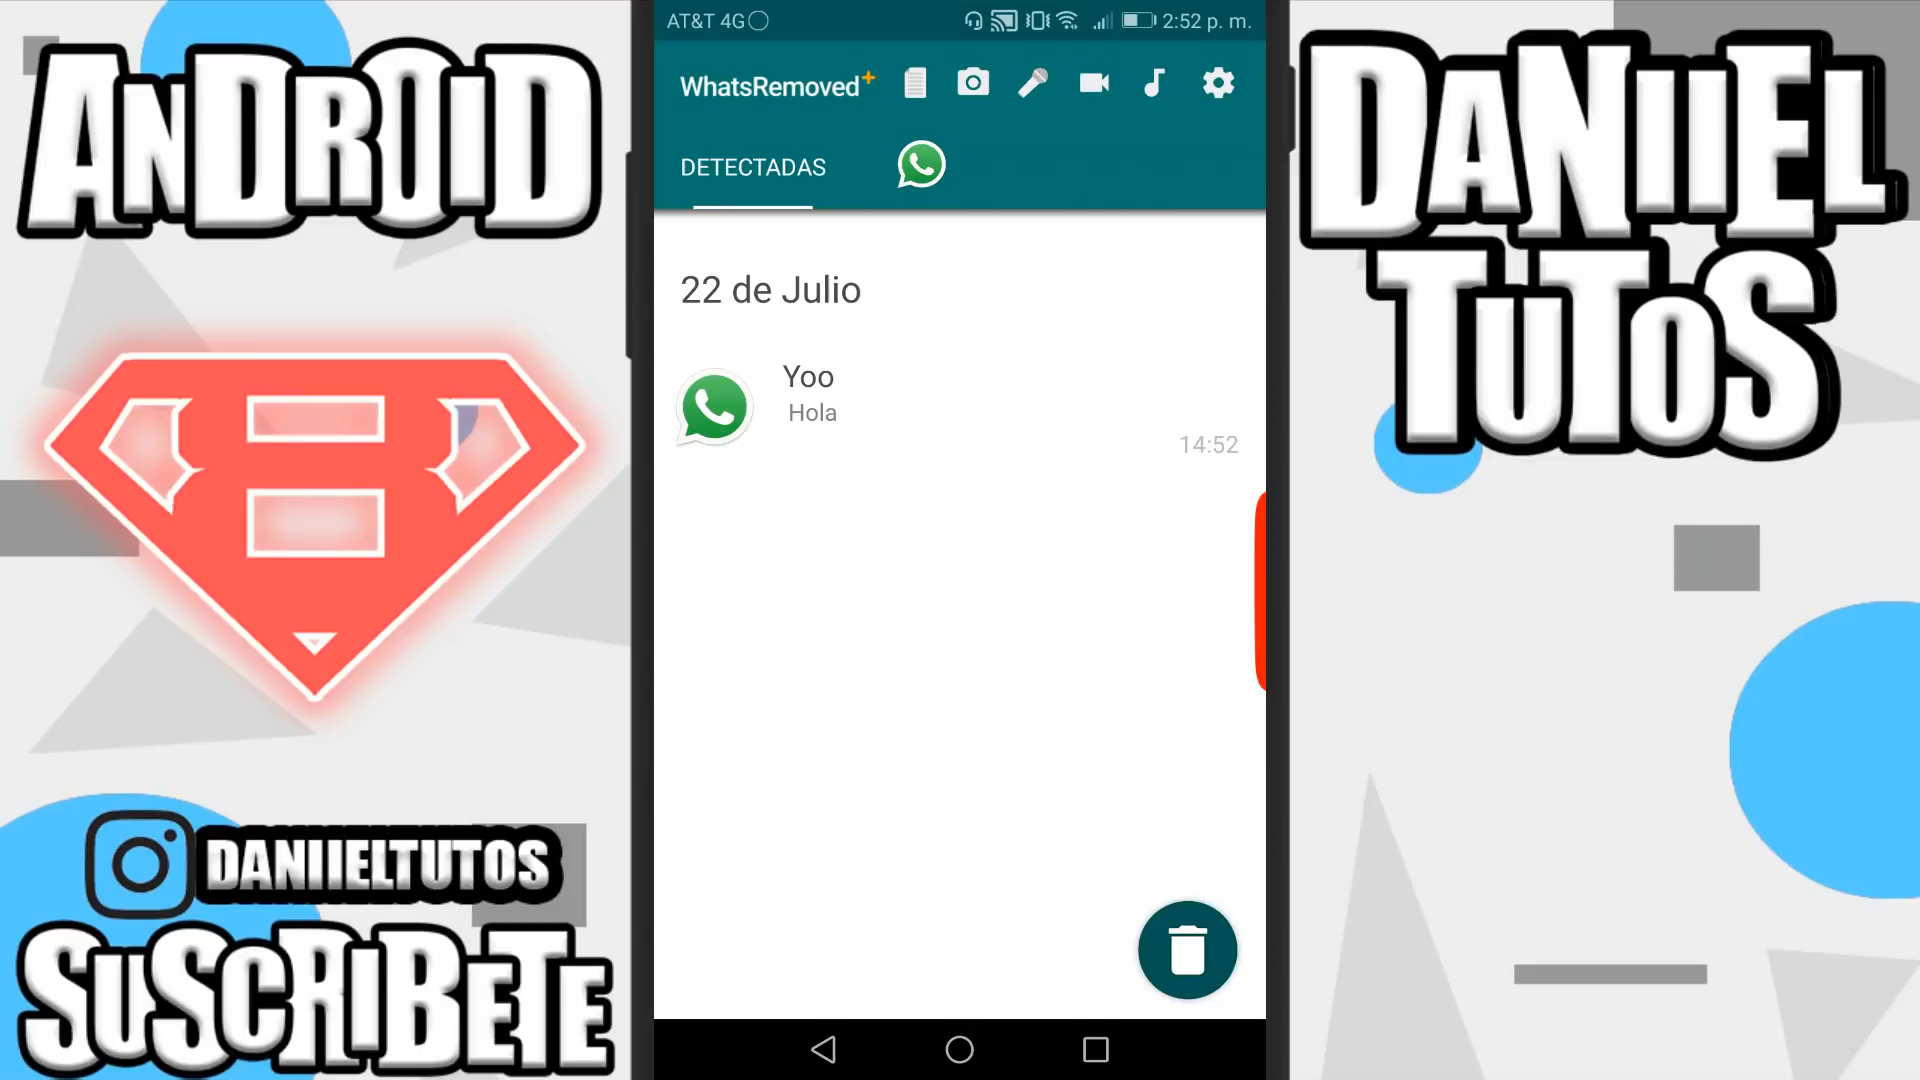 AnDROiD
DANiiEL
TuToS
AT&T 4G
2:52 p. m.
WhatsRemoved+
DETECTADAS
22 de Julio
Yoo
Hola
14:52
DANIIELTUTOS
SuScRiBETE